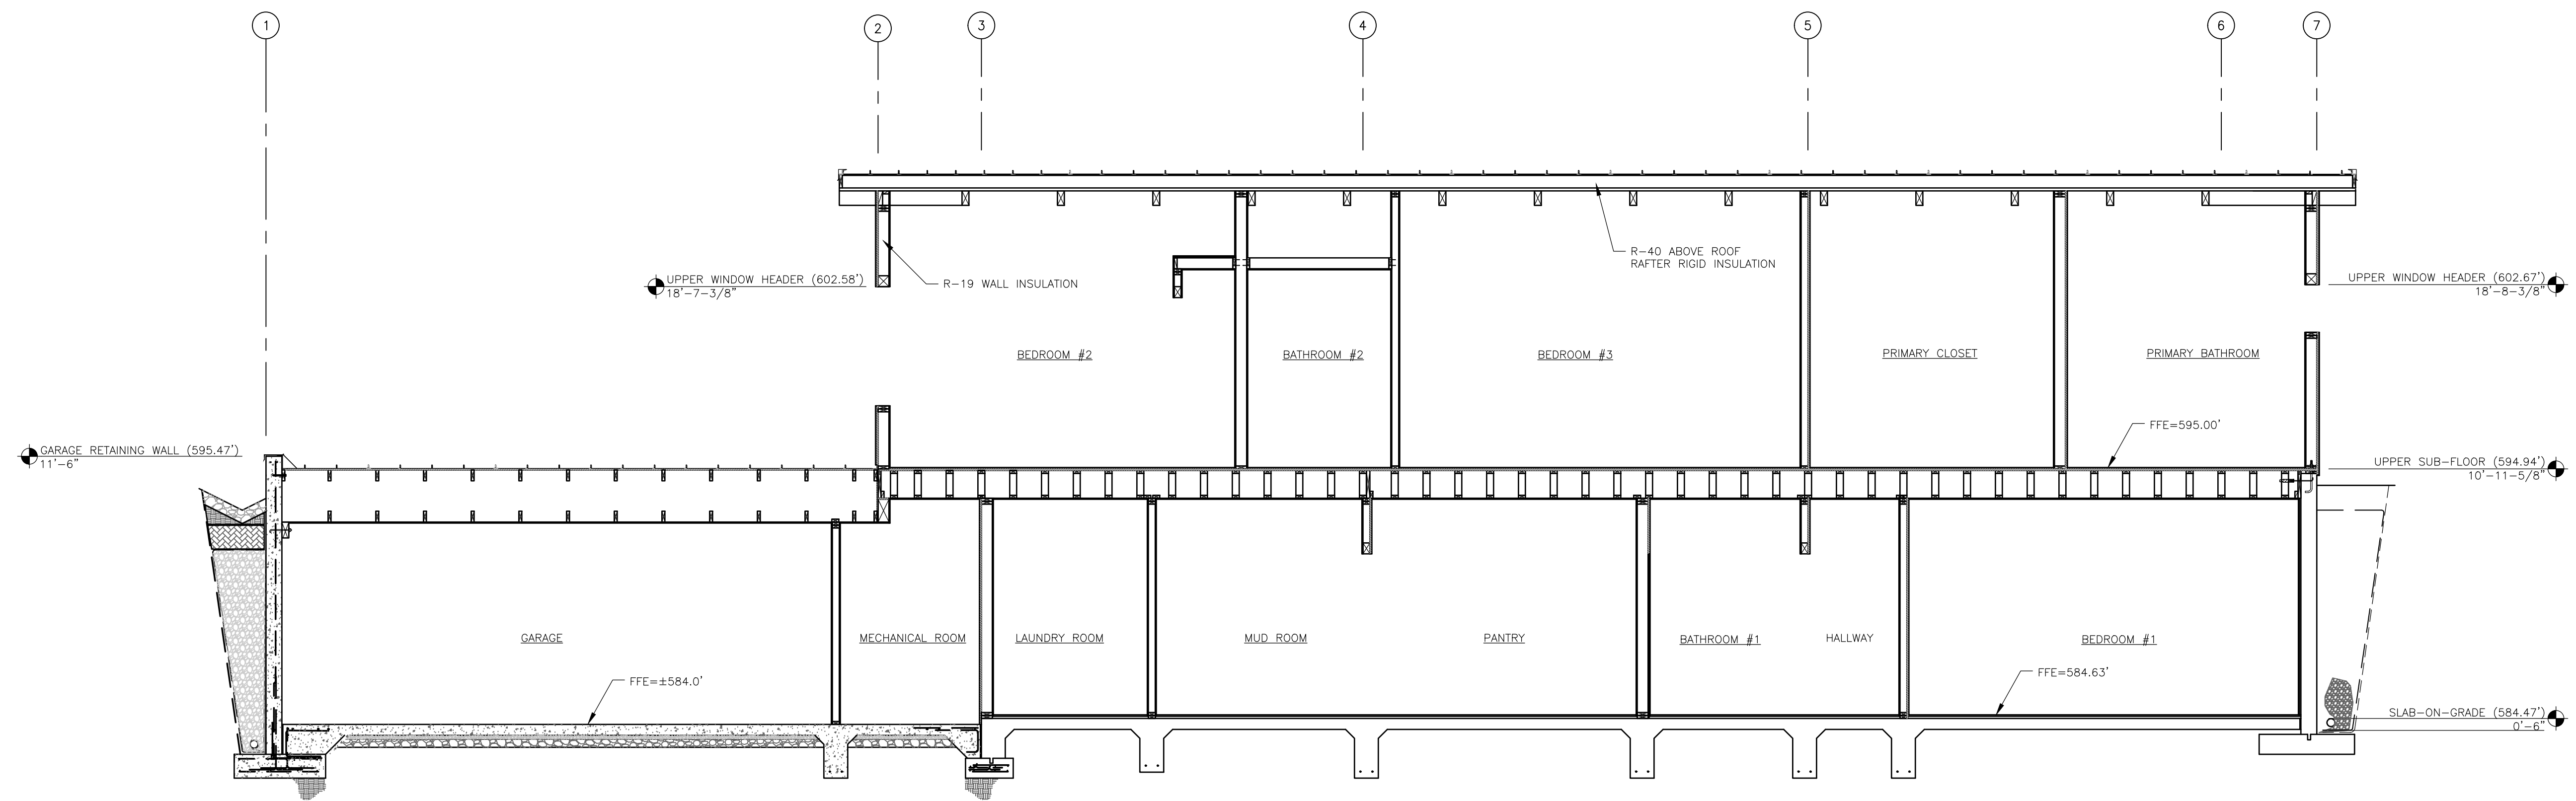 1
2
3
4
5
6
7
R-40 ABOVE ROOF
RAFTER RIGID INSULATION
UPPER WINDOW HEADER (602.58')
18'-7-3/8"
R-19 WALL INSULATION
UPPER WINDOW HEADER (602.67')
18'-8-3/8"
BEDROOM #2
BATHROOM #2
BEDROOM #3
PRIMARY CLOSET
PRIMARY BATHROOM
FFE=595.00'
GARAGE RETAINING WALL (595.47')
11'-6"
UPPER SUB-FLOOR (594.94')
10'-11-5/8"
GARAGE
MECHANICAL ROOM
LAUNDRY ROOM
MUD ROOM
PANTRY
BATHROOM #1
HALLWAY
BEDROOM #1
FFE=±584.0'
FFE=584.63'
SLAB-ON-GRADE (584.47')
0'-6"